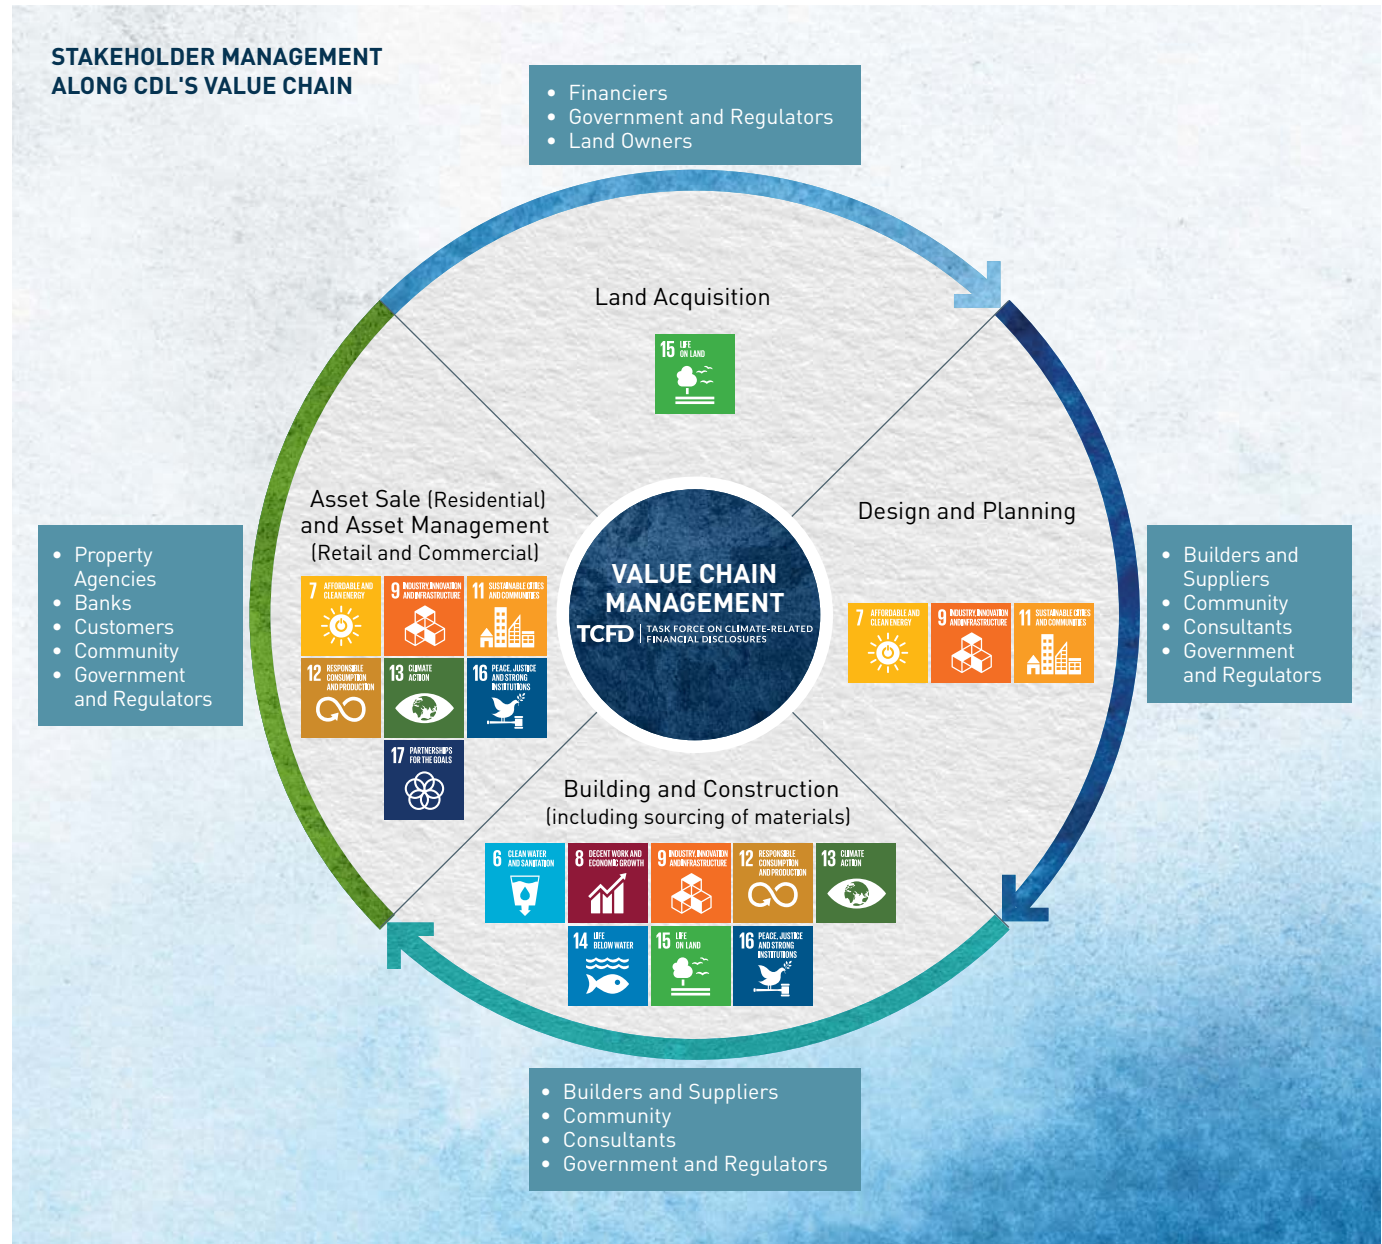 STAKEHOLDER MANAGEMENT
ALONG CDL'S VALUE CHAIN
• Financiers
• Government and Regulators
• Land Owners
Land Acquisition
15 LIFE
ON LAND
Asset Sale (Residential)
and Asset Management
(Retail and Commercial)
7 AFFORDABLE AND
CLEAN ENERGY
9 INDUSTRY, INNOVATION
AND INFRASTRUCTURE
11 SUSTAINABLE CITIES
AND COMMUNITIES
12 RESPONSIBLE
CONSUMPTION
AND PRODUCTION
13 CLIMATE
ACTION
16 PEACE, JUSTICE
AND STRONG
INSTITUTIONS
17 PARTNERSHIPS
FOR THE GOALS
• Property
Agencies
• Banks
• Customers
• Community
• Government
and Regulators
VALUE CHAIN
MANAGEMENT
TCFD | TASK FORCE ON CLIMATE-RELATED
FINANCIAL DISCLOSURES
Design and Planning
7 AFFORDABLE AND
CLEAN ENERGY
9 INDUSTRY, INNOVATION
AND INFRASTRUCTURE
11 SUSTAINABLE CITIES
AND COMMUNITIES
• Builders and
Suppliers
• Community
• Consultants
• Government
and Regulators
Building and Construction
(including sourcing of materials)
6 CLEAN WATER
AND SANITATION
8 DECENT WORK AND
ECONOMIC GROWTH
9 INDUSTRY, INNOVATION
AND INFRASTRUCTURE
12 RESPONSIBLE
CONSUMPTION
AND PRODUCTION
13 CLIMATE
ACTION
14 LIFE
BELOW WATER
15 LIFE
ON LAND
16 PEACE, JUSTICE
AND STRONG
INSTITUTIONS
• Builders and Suppliers
• Community
• Consultants
• Government and Regulators